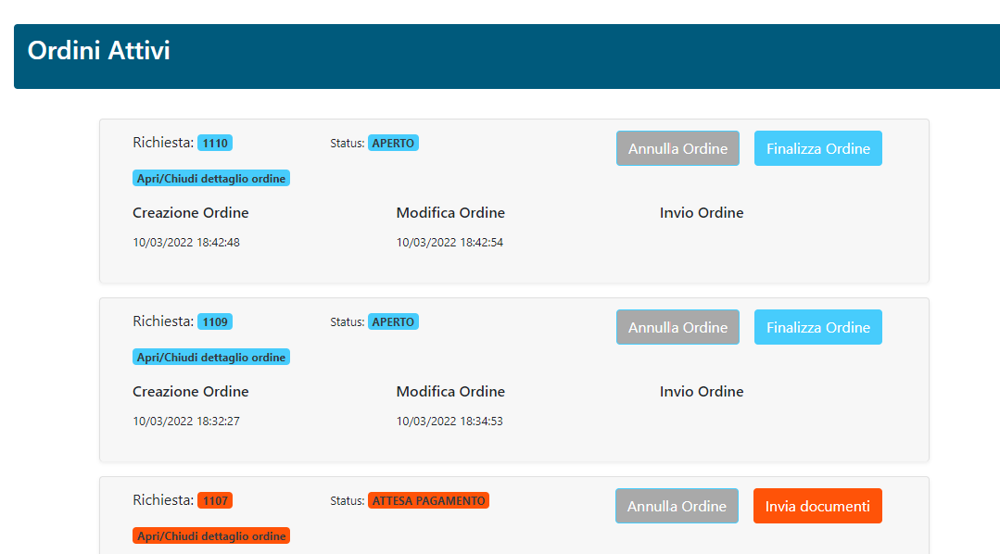 Ordini Attivi
Richiesta: 1110 Status: APERTO Annulla Ordine Finalizza Ordine
Apri/Chiudi dettaglio ordine
Creazione Ordine Modifica Ordine Invio Ordine
10/03/2022 18:42:48 10/03/2022 18:42:54
Richiesta: 1109 Status: APERTO Annulla Ordine Finalizza Ordine
Apri/Chiudi dettaglio ordine
Creazione Ordine Modifica Ordine Invio Ordine
10/03/2022 18:32:27 10/03/2022 18:34:53
Richiesta: 1107 Status: ATTESA PAGAMENTO Annulla Ordine Invia documenti
Apri/Chiudi dettaglio ordine